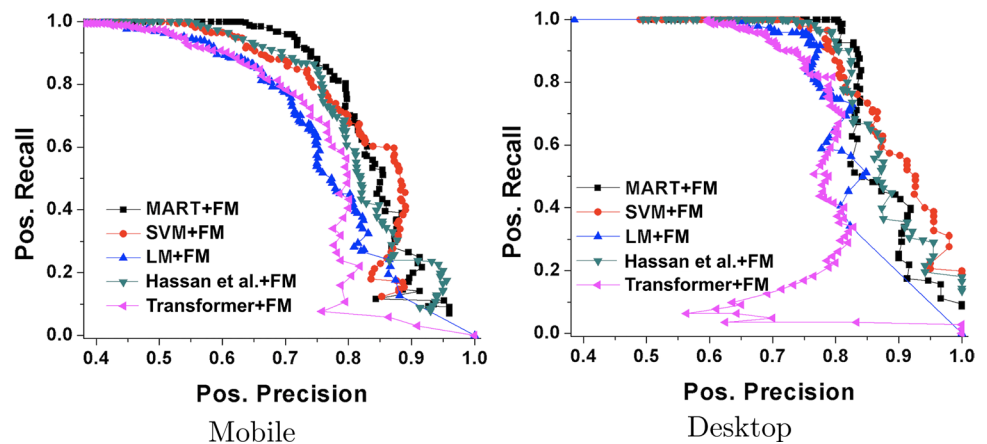 1.0
0.8
0.6
0.4
0.2
0.0
Pos. Recall
MART+FM
SVM+FM
LM+FM
Hassan et al.+FM
Transformer+FM
0.4 0.5 0.6 0.7 0.8 0.9 1.0
Pos. Precision
Mobile
1.0
0.8
0.6
0.4
0.2
0.0
Pos. Recall
MART+FM
SVM+FM
LM+FM
Hassan et al.+FM
Transformer+FM
0.4 0.5 0.6 0.7 0.8 0.9 1.0
Pos. Precision
Desktop